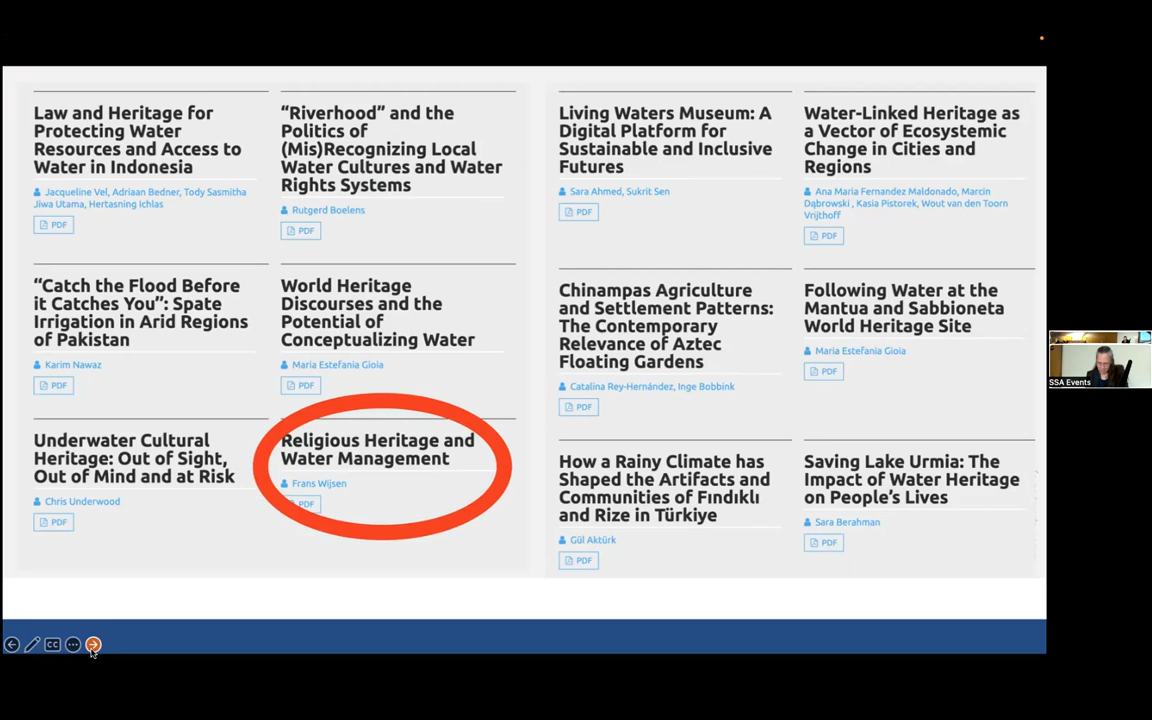 Law and Heritage for
Protecting Water
Resources and Access to
Water in Indonesia
Jacqueline Vel, Adriaan Bedner, Tody Sasmitha
Jiwa Utama, Hertasning Ichlas
PDF
“Riverhood” and the
Politics of
(Mis)Recognizing Local
Water Cultures and Water
Rights Systems
Rutgerd Boelens
PDF
“Catch the Flood Before
it Catches You”: Spate
Irrigation in Arid Regions
of Pakistan
Karim Nawaz
PDF
World Heritage
Discourses and the
Potential of
Conceptualizing Water
Maria Estefania Gioia
PDF
Underwater Cultural
Heritage: Out of Sight,
Out of Mind and at Risk
Chris Underwood
PDF
Religious Heritage and
Water Management
Frans Wijsen
PDF
Living Waters Museum: A
Digital Platform for
Sustainable and Inclusive
Futures
Sara Ahmed, Sukrit Sen
PDF
Water-Linked Heritage as
a Vector of Ecosystemic
Change in Cities and
Regions
Ana Maria Fernandez Maldonado, Marcin
Dąbrowski , Kasia Pistorek, Wout van den Toorn
Vrijthoff
PDF
Chinampas Agriculture
and Settlement Patterns:
The Contemporary
Relevance of Aztec
Floating Gardens
Catalina Rey-Hernández, Inge Bobbink
PDF
Following Water at the
Mantua and Sabbioneta
World Heritage Site
Maria Estefania Gioia
PDF
How a Rainy Climate has
Shaped the Artifacts and
Communities of Fındıklı
and Rize in Türkiye
Gül Aktürk
PDF
Saving Lake Urmia: The
Impact of Water Heritage
on People’s Lives
Sara Berahman
PDF
SSA Events
CC